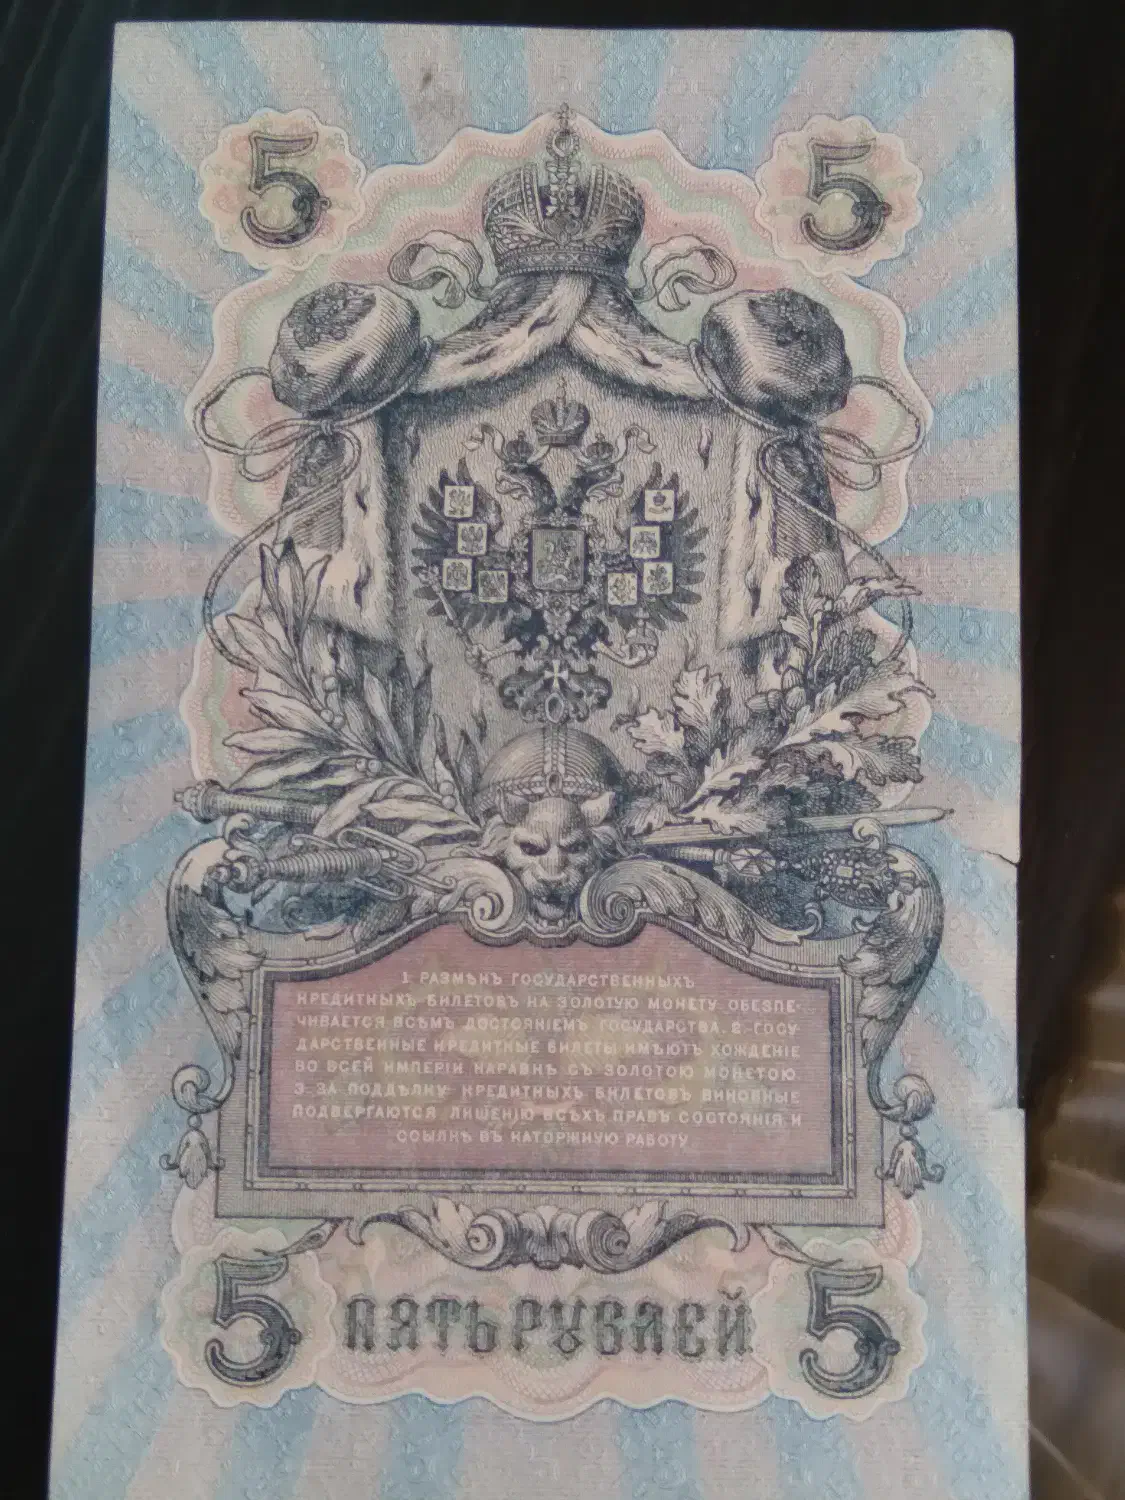 5 5
1. РАЗМѢНЪ ГОСУДАРСТВЕННЫХЪ
КРЕДИТНЫХЪ БИЛЕТОВЪ НА ЗОЛОТУЮ МОНЕТУ ОБЕЗПЕ-
ЧИВАЕТСЯ ВСѢМЪ ДОСТОЯНІЕМЪ ГОСУДАРСТВА. 2. ГОСУ
ДАРСТВЕННЫЕ КРЕДИТНЫЕ БИЛЕТЫ ИМѢЮТЪ ХОЖДЕНІЕ
ВО ВСЕЙ ИМПЕРІИ НАРАВНѢ СЪ ЗОЛОТОЮ МОНЕТОЮ.
3. ЗА ПОДДѢЛКУ КРЕДИТНЫХЪ БИЛЕТОВЪ ВИНОВНЫЕ
ПОДВЕРГАЮТСЯ ЛИШЕНІЮ ВСѢХЪ ПРАВЪ СОСТОЯНІЯ И
ССЫЛКѢ ВЪ КАТОРЖНУЮ РАБОТУ
5 ПЯТЬ РУБЛЕЙ 5